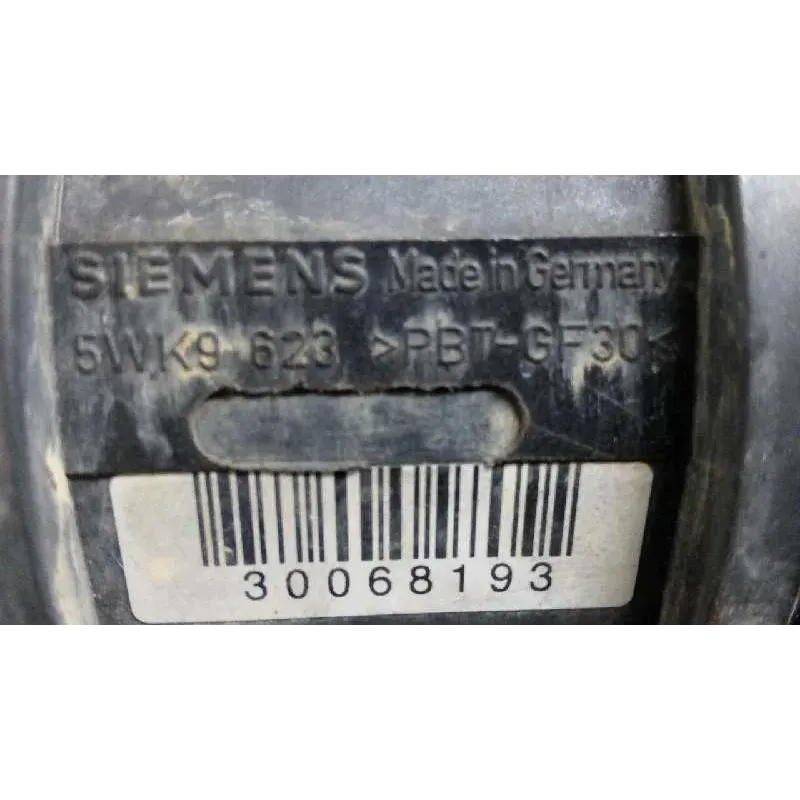 SIEMENS Made in Germany
5WK9 623 >PBT-GF30<
30068193